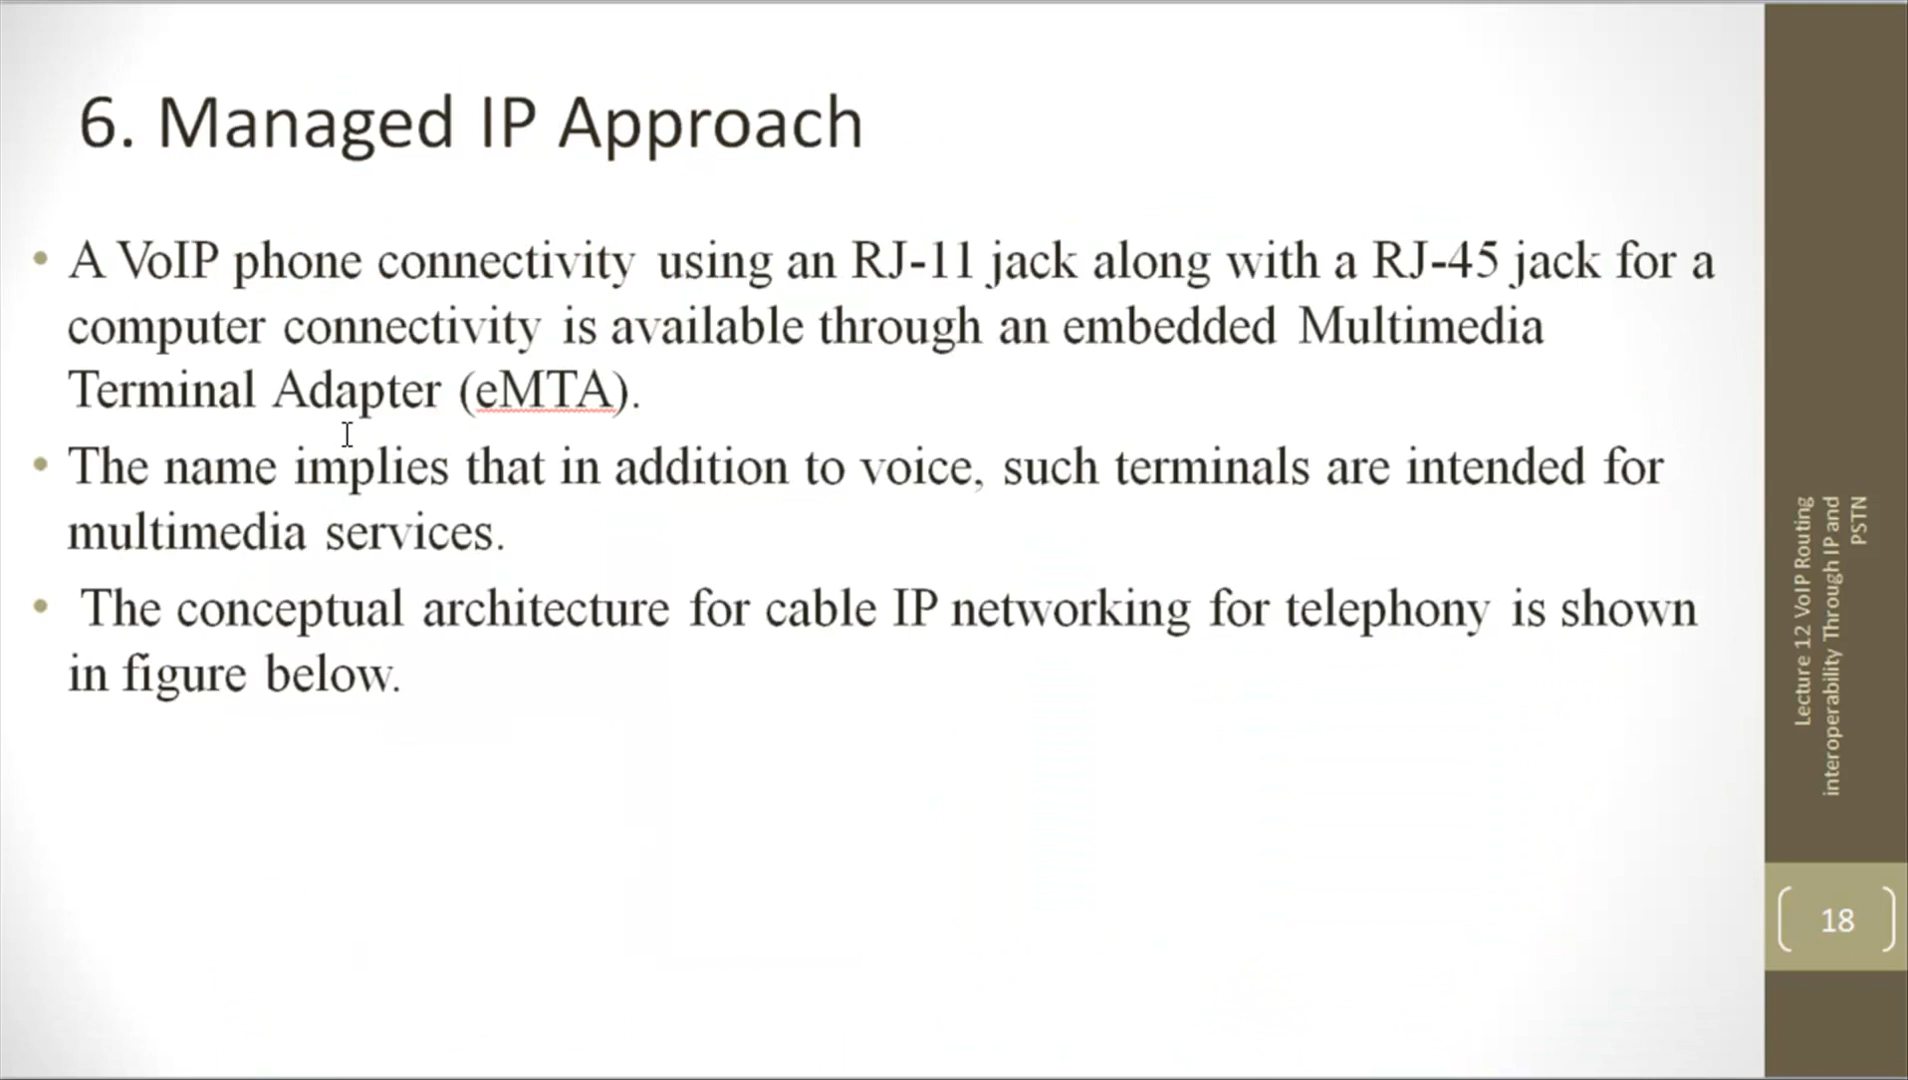 6. Managed IP Approach
• A VoIP phone connectivity using an RJ-11 jack along with a RJ-45 jack for a
computer connectivity is available through an embedded Multimedia
Terminal Adapter (eMTA).
• The name implies that in addition to voice, such terminals are intended for
multimedia services.
• The conceptual architecture for cable IP networking for telephony is shown
in figure below.
Lecture 12 VoIP Routing
interoperability Through IP and
PSTN
18